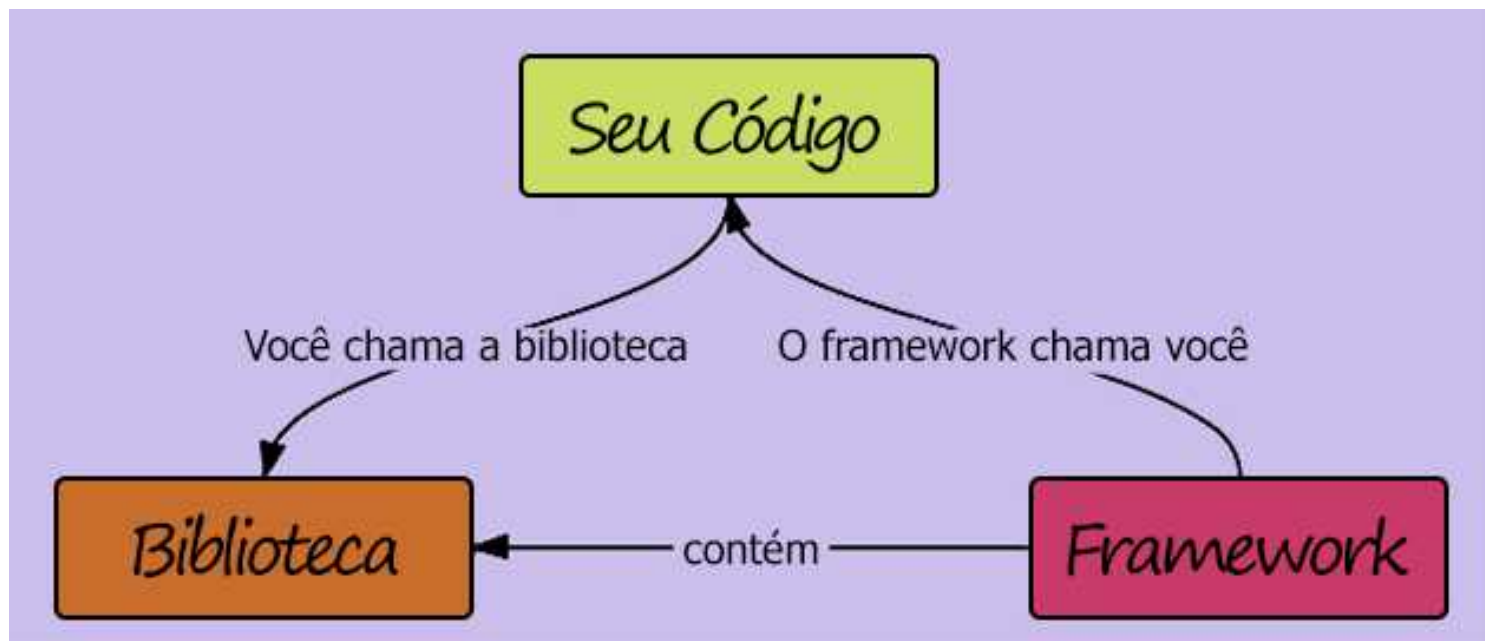 Seu Código
Você chama a biblioteca
O framework chama você
Biblioteca
contém
Framework